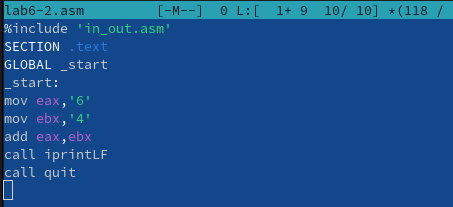 lab6-2.asm [-M--] 0 L:[ 1+ 9 10/ 10] *(118 /
%include 'in_out.asm'
SECTION .text
GLOBAL _start
_start:
mov eax,'6'
mov ebx,'4'
add eax,ebx
call iprintLF
call quit